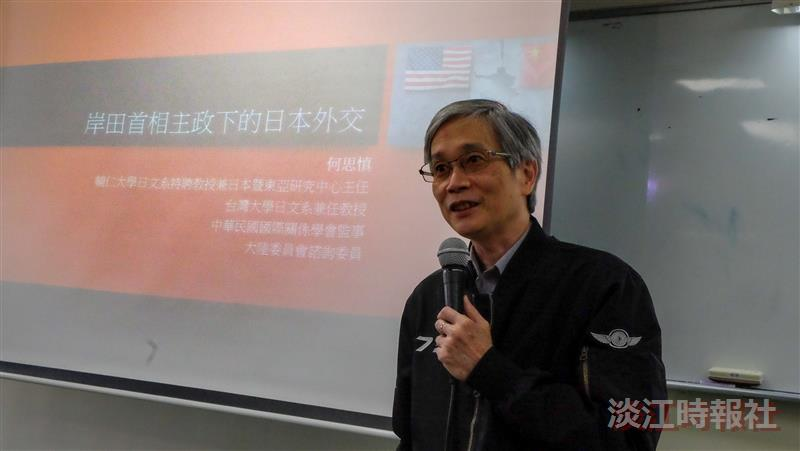 岸田首相主政下的日本外交
何思慎
輔仁大學日文系特聘教授兼日本暨東亞研究中心主任
台灣大學日文系兼任教授
中華民國國際關係學會監事
大陸委員會諮詢委員
淡江時報社